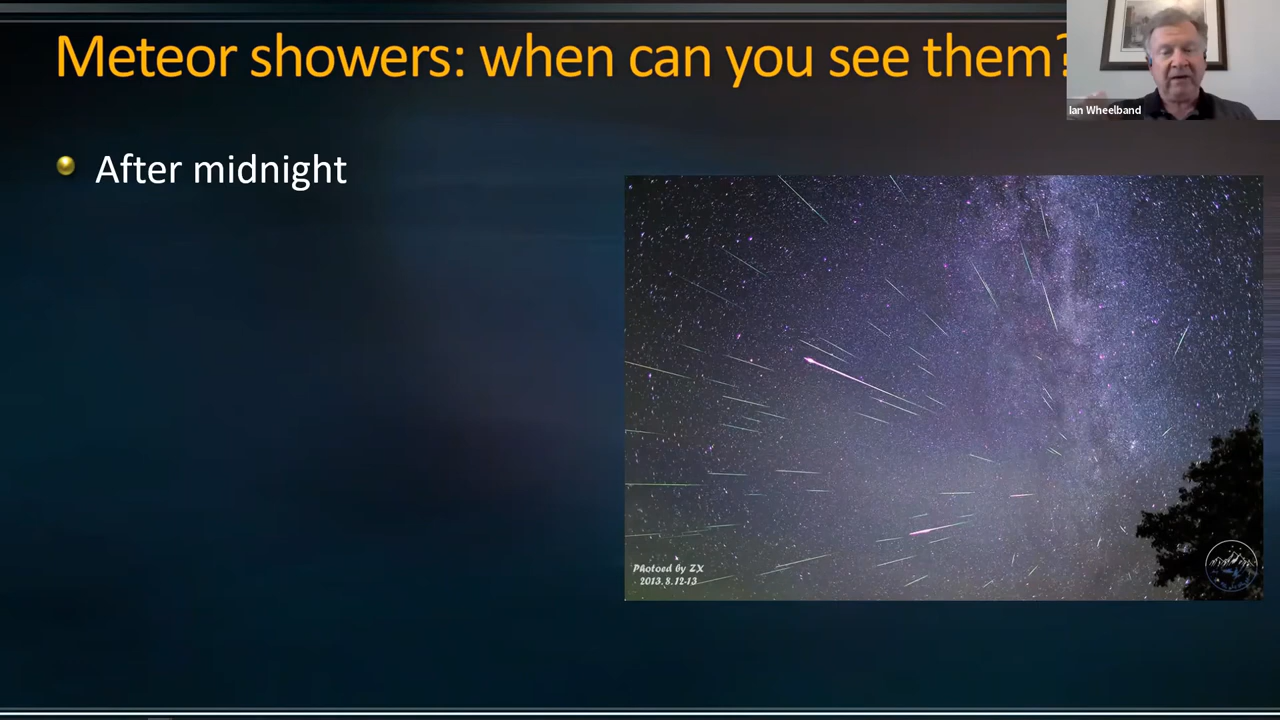 Meteor showers: when can you see them?
Ian Wheelband
After midnight
Photoed by ZX
2013.8.12-13